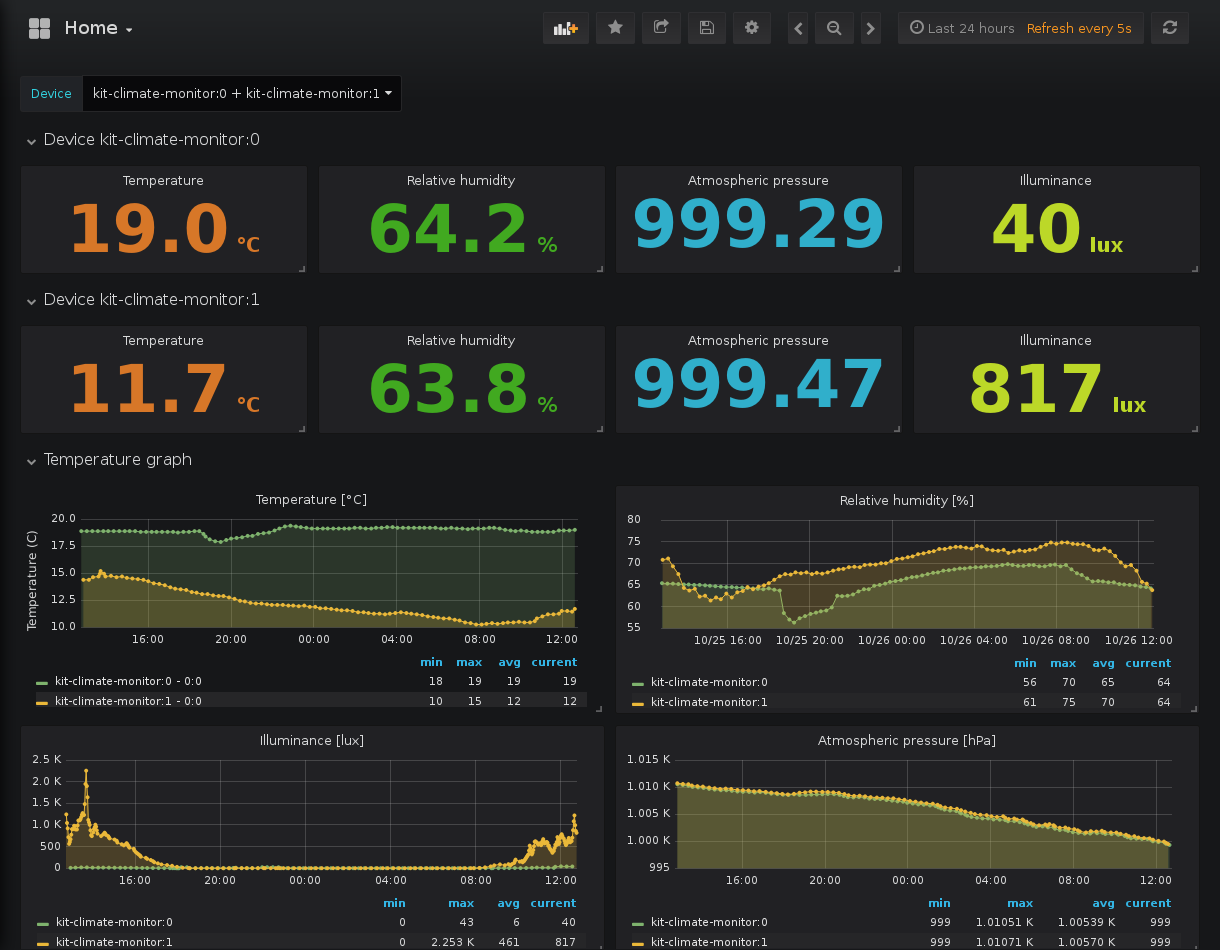 Home
Last 24 hours Refresh every 5s
Device kit-climate-monitor:0 + kit-climate-monitor:1
Device kit-climate-monitor:0
Temperature Relative humidity Atmospheric pressure Illuminance
19.0 °C 64.2 % 999.29 40 lux
Device kit-climate-monitor:1
Temperature Relative humidity Atmospheric pressure Illuminance
11.7 °C 63.8 % 999.47 817 lux
Temperature graph
Temperature [°C]
Temperature (C)
20.0
17.5
15.0
12.5
10.0
16:00 20:00 00:00 04:00 08:00 12:00
min max avg current
kit-climate-monitor:0 - 0:0 18 19 19 19
kit-climate-monitor:1 - 0:0 10 15 12 12
Relative humidity [%]
80
75
70
65
60
55
10/25 16:00 10/25 20:00 10/26 00:00 10/26 04:00 10/26 08:00 10/26 12:00
min max avg current
kit-climate-monitor:0 56 70 65 64
kit-climate-monitor:1 61 75 70 64
Illuminance [lux]
2.5 K
2.0 K
1.5 K
1.0 K
500
0
16:00 20:00 00:00 04:00 08:00 12:00
min max avg current
kit-climate-monitor:0 0 43 6 40
kit-climate-monitor:1 0 2.253 K 461 817
Atmospheric pressure [hPa]
1.015 K
1.010 K
1.005 K
1.000 K
995
16:00 20:00 00:00 04:00 08:00 12:00
min max avg current
kit-climate-monitor:0 999 1.01051 K 1.00539 K 999
kit-climate-monitor:1 999 1.01071 K 1.00570 K 999